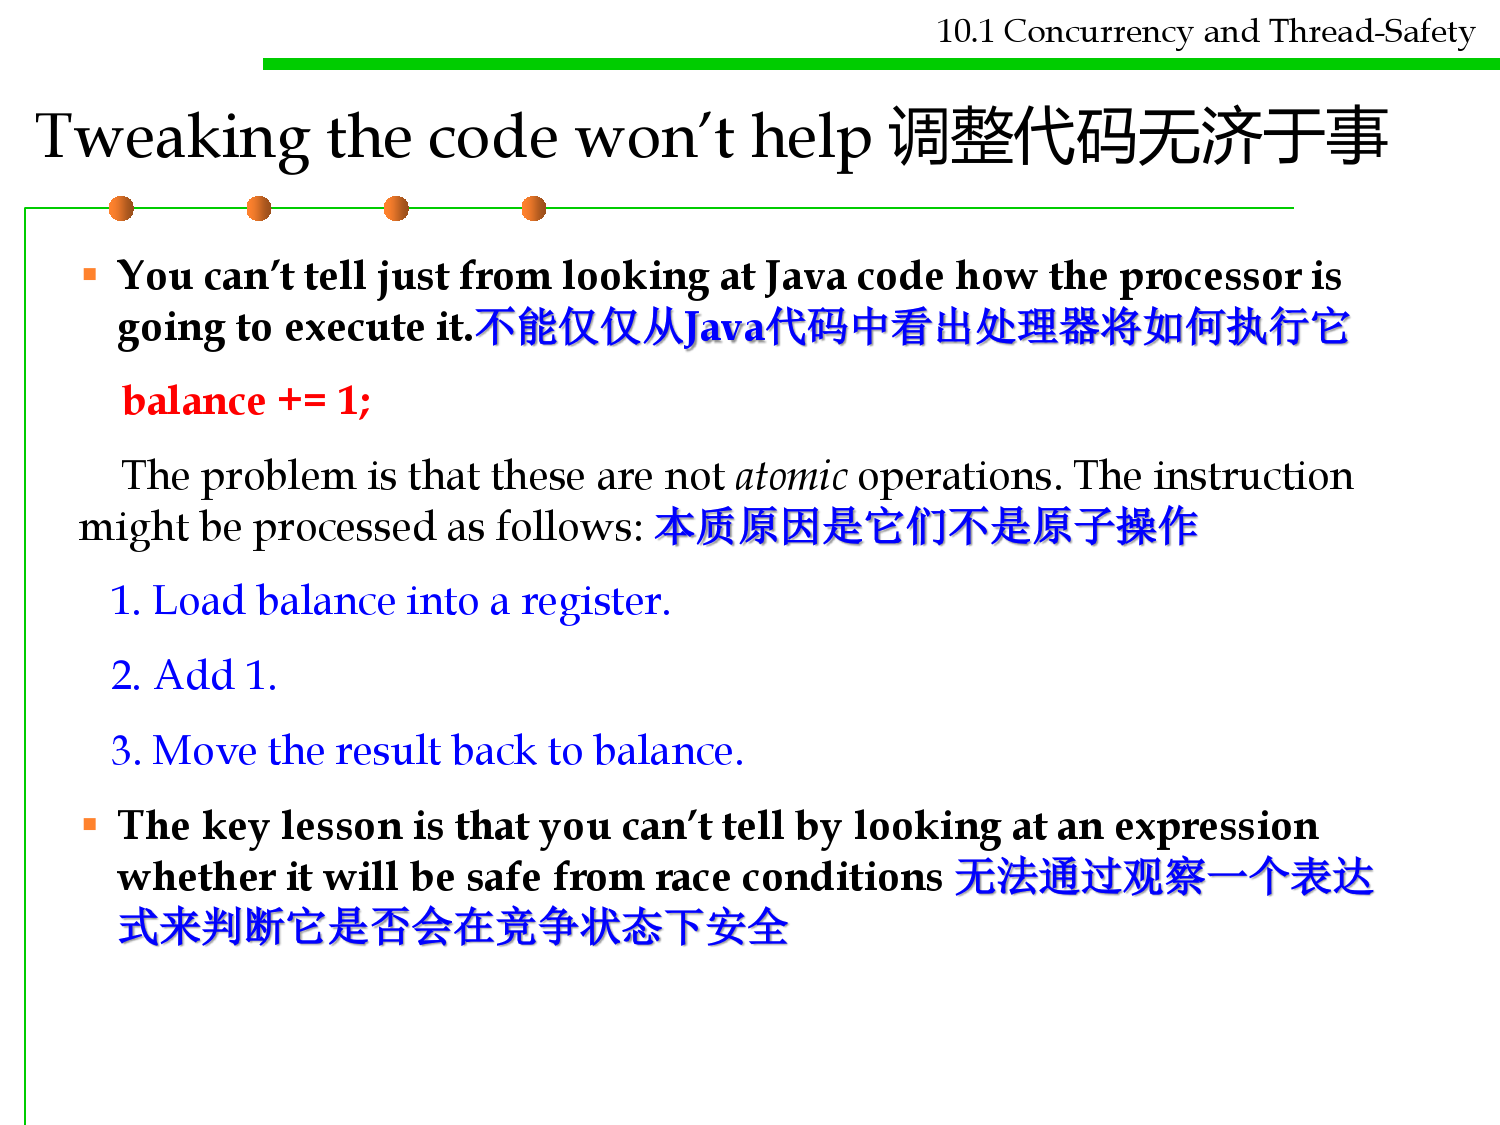 10.1 Concurrency and Thread-Safety
Tweaking the code won’t help 调整代码无济于事
▪ You can’t tell just from looking at Java code how the processor is
going to execute it.不能仅仅从Java代码中看出处理器将如何执行它
balance += 1;
The problem is that these are not atomic operations. The instruction
might be processed as follows: 本质原因是它们不是原子操作
1. Load balance into a register.
2. Add 1.
3. Move the result back to balance.
▪ The key lesson is that you can’t tell by looking at an expression
whether it will be safe from race conditions 无法通过观察一个表达
式来判断它是否会在竞争状态下安全